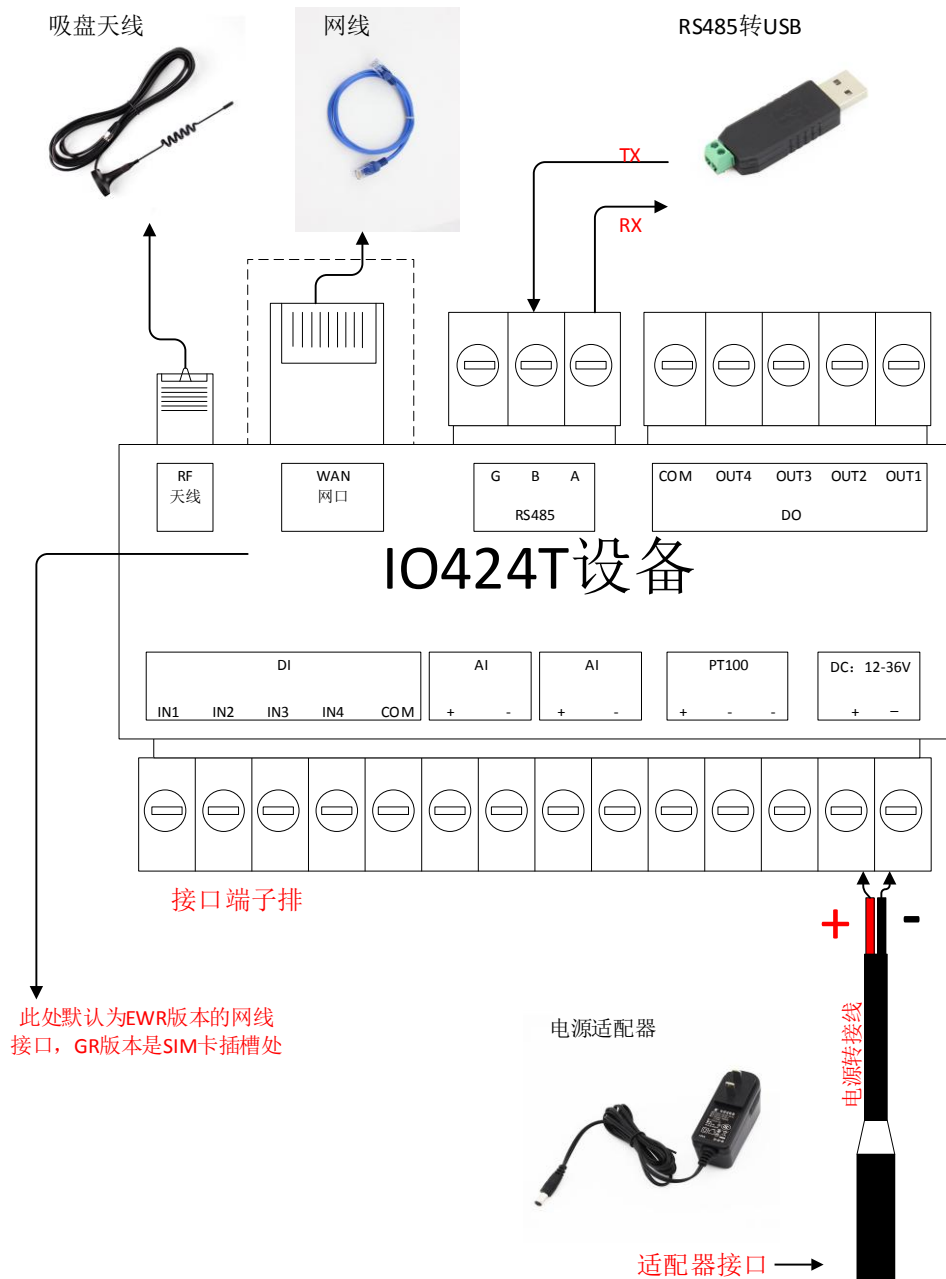 吸盘天线
网线
RS485转USB
TX
RX
RF
天线
WAN
网口
G B A
RS485
COM OUT4 OUT3 OUT2 OUT1
DO
IO424T设备
DI
IN1 IN2 IN3 IN4 COM
AI
+ -
AI
+ -
PT100
+ - -
DC：12-36V
+ −
接口端子排
+ -
此处默认为EWR版本的网线
接口，GR版本是SIM卡插槽处
电源适配器
电源转接线
适配器接口